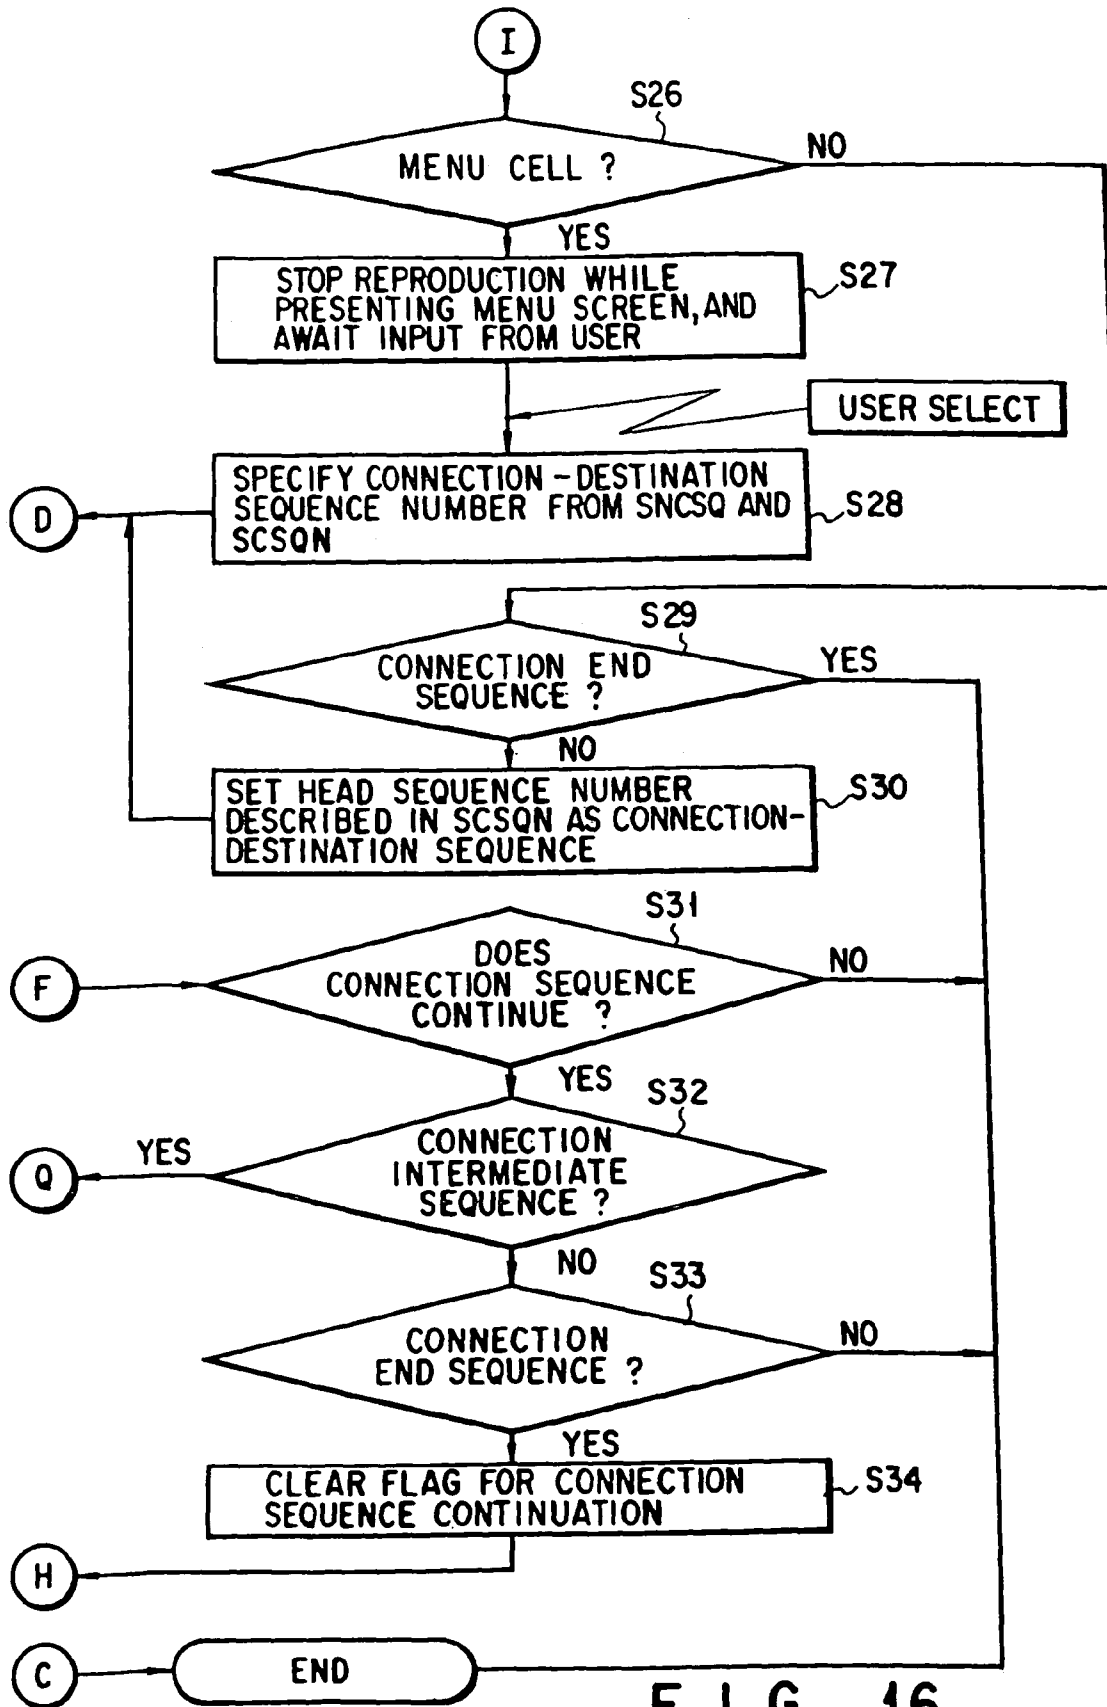 I
S26
MENU CELL ?
NO
YES
STOP REPRODUCTION WHILE
PRESENTING MENU SCREEN, AND
AWAIT INPUT FROM USER
S27
USER SELECT
SPECIFY CONNECTION-DESTINATION
SEQUENCE NUMBER FROM SNCSQ AND
SCSQN
S28
D
S29
CONNECTION END
SEQUENCE ?
YES
NO
SET HEAD SEQUENCE NUMBER
DESCRIBED IN SCSQN AS CONNECTION-
DESTINATION SEQUENCE
S30
S31
F
DOES
CONNECTION SEQUENCE
CONTINUE ?
NO
YES
S32
Q
YES
CONNECTION
INTERMEDIATE
SEQUENCE ?
NO
S33
CONNECTION
END SEQUENCE ?
NO
YES
CLEAR FLAG FOR CONNECTION
SEQUENCE CONTINUATION
S34
H
C
END
FIG. 16